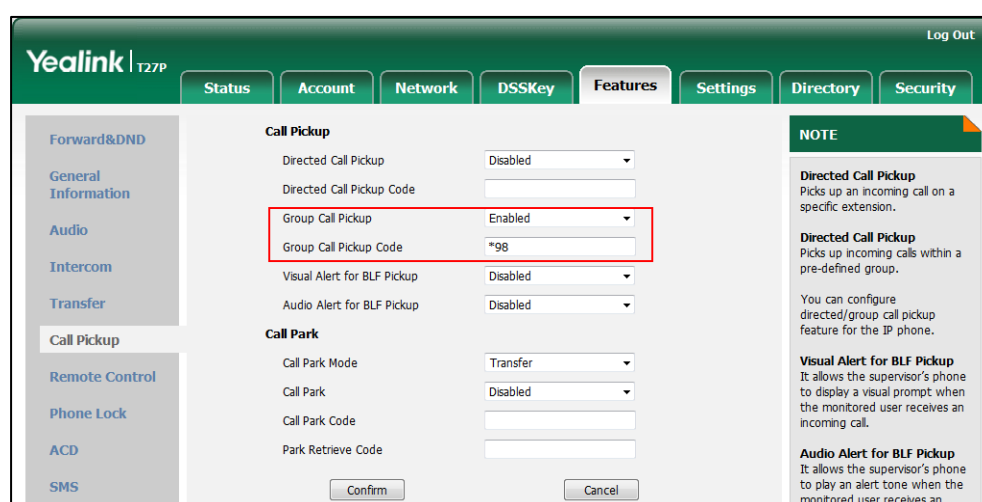 Log Out
Yealink | T27P
Status Account Network DSSKey Features Settings Directory Security
Forward&DND
General
Information
Audio
Intercom
Transfer
Call Pickup
Remote Control
Phone Lock
ACD
SMS
Call Pickup
Directed Call Pickup Disabled
Directed Call Pickup Code
Group Call Pickup Enabled
Group Call Pickup Code *98
Visual Alert for BLF Pickup Disabled
Audio Alert for BLF Pickup Disabled
Call Park
Call Park Mode Transfer
Call Park Disabled
Call Park Code
Park Retrieve Code
Confirm Cancel
NOTE
Directed Call Pickup
Picks up an incoming call on a
specific extension.
Directed Call Pickup
Picks up incoming calls within a
pre-defined group.
You can configure
directed/group call pickup
feature for the IP phone.
Visual Alert for BLF Pickup
It allows the supervisor's phone
to display a visual prompt when
the monitored user receives an
incoming call.
Audio Alert for BLF Pickup
It allows the supervisor's phone
to play an alert tone when the
monitored user receives an